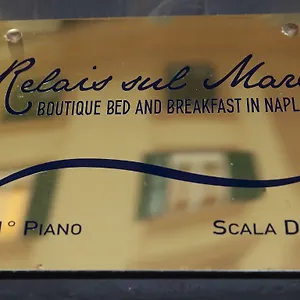 Relais sul Mar
BOUTIQUE BED AND BREAKFAST IN NAPL
1° PIANO
SCALA D